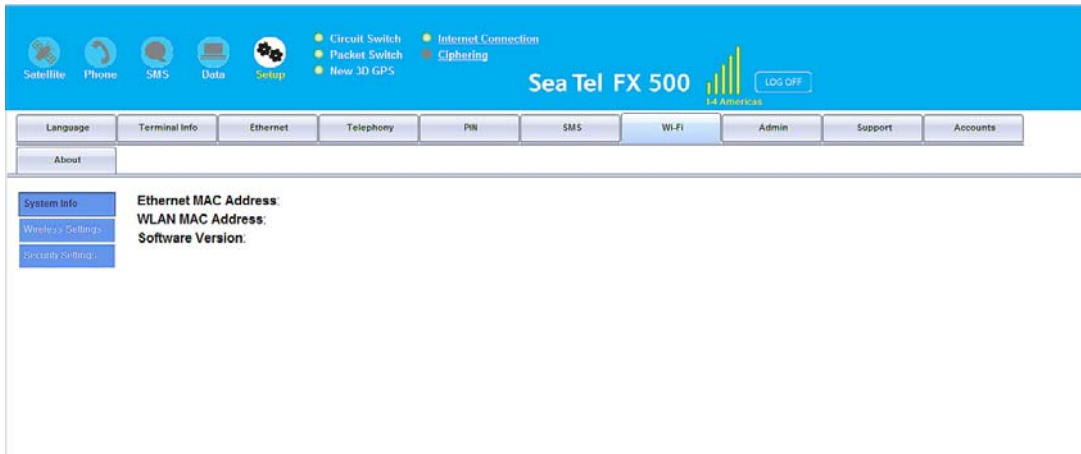 Satellite Phone SMS Data Setup
Circuit Switch
Packet Switch
New 3D GPS
Internet Connection
Ciphering
Sea Tel FX 500
I-4 Americas
LOG OFF
Language Terminal Info Ethernet Telephony PIN SMS Wi-Fi Admin Support Accounts
About
System Info
Wireless Settings
Security Settings
Ethernet MAC Address:
WLAN MAC Address:
Software Version: